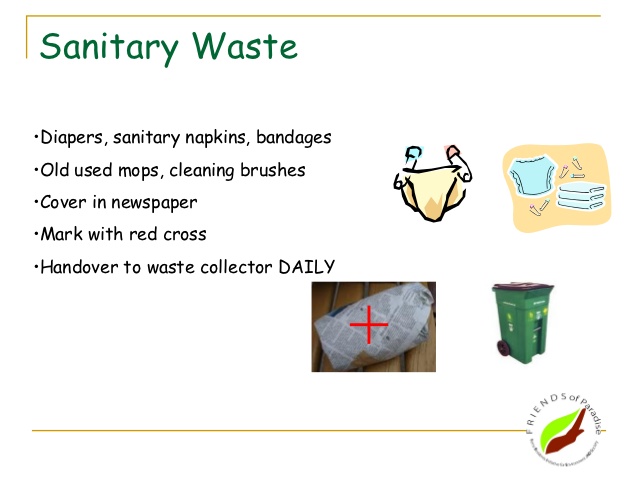 Sanitary Waste
•Diapers, sanitary napkins, bandages
•Old used mops, cleaning brushes
•Cover in newspaper
•Mark with red cross
•Handover to waste collector DAILY
FRIENDS of Paradise